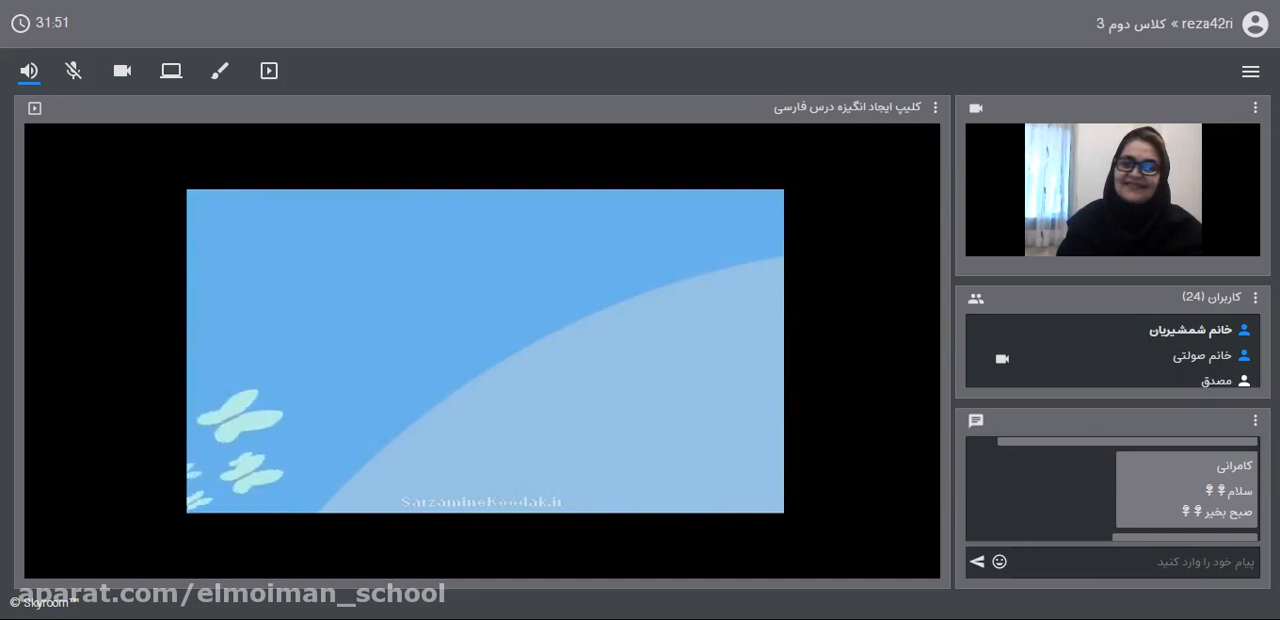 31:51
reza42ri » کلاس دوم 3
کلیپ ایجاد انگیزه درس فارسی
SarzamineKoodak.ir
کاربران (24)
خانم شمشیریان
خانم صولتی
مصدق
کامرانی
سلام🌹🌹
صبح بخیر🌹🌹
پیام خود را وارد کنید
aparat.com/elmoiman_school
© Skyroom™